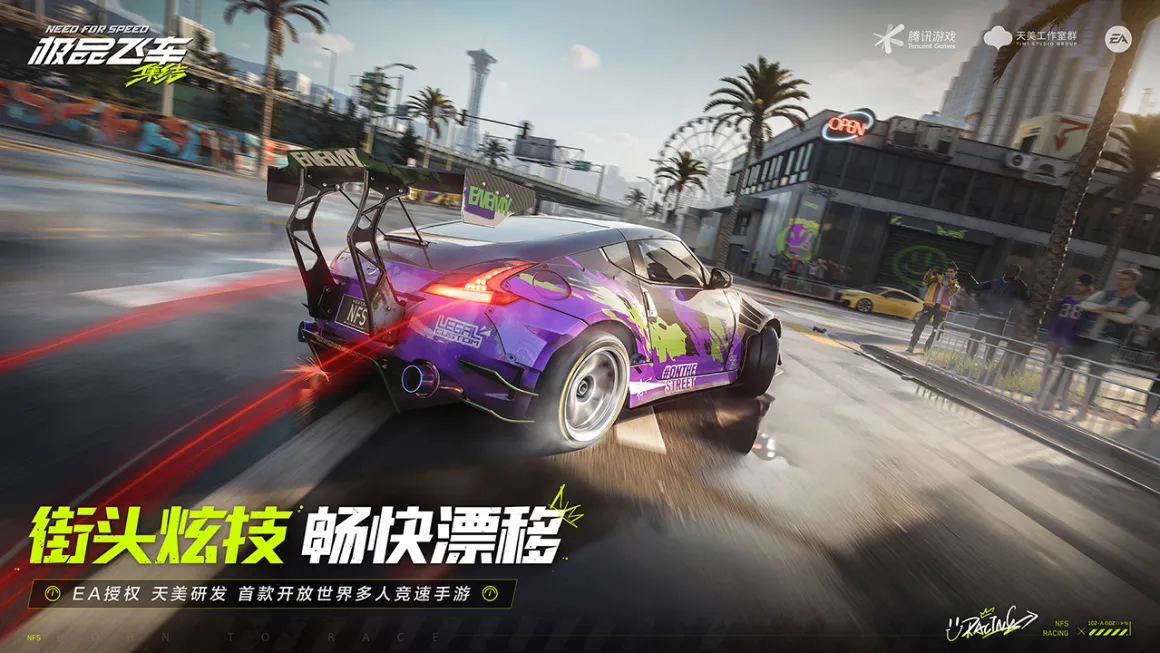 NEED FOR SPEED
极品飞车
集结
腾讯游戏
Tencent Games
天美工作室群
TIMI STUDIO GROUP
EA
OPEN
ENEMY
ENEMY
NFS
LEGAL
CUSTOM
#ONTHE
STREET
88
街头炫技 畅快漂移
EA授权 天美研发 首款开放世界多人竞速手游
NFS BORN TO RACE
RACING
NFS
RACING